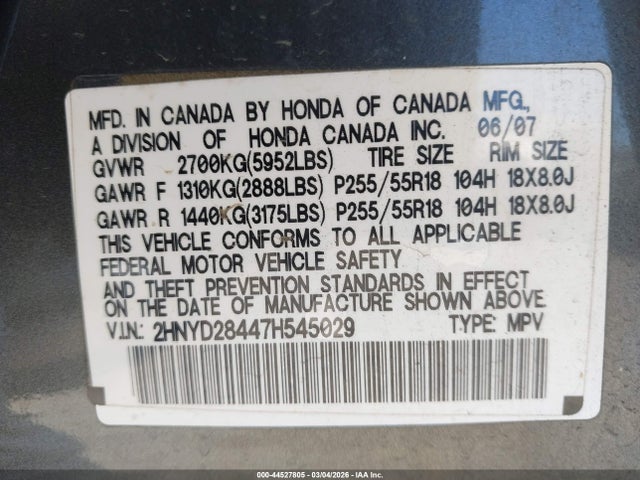 MFD. IN CANADA BY HONDA OF CANADA MFG.,
A DIVISION OF HONDA CANADA INC. 06/07
GVWR 2700KG(5952LBS) TIRE SIZE RIM SIZE
GAWR F 1310KG(2888LBS) P255/55R18 104H 18X8.0J
GAWR R 1440KG(3175LBS) P255/55R18 104H 18X8.0J
THIS VEHICLE CONFORMS TO ALL APPLICABLE
FEDERAL MOTOR VEHICLE SAFETY
AND THEFT PREVENTION STANDARDS IN EFFECT
ON THE DATE OF MANUFACTURE SHOWN ABOVE.
V.I.N.: 2HNYD28447H545029 TYPE: MPV
000-44527805 - 03/04/2026 - IAA Inc.